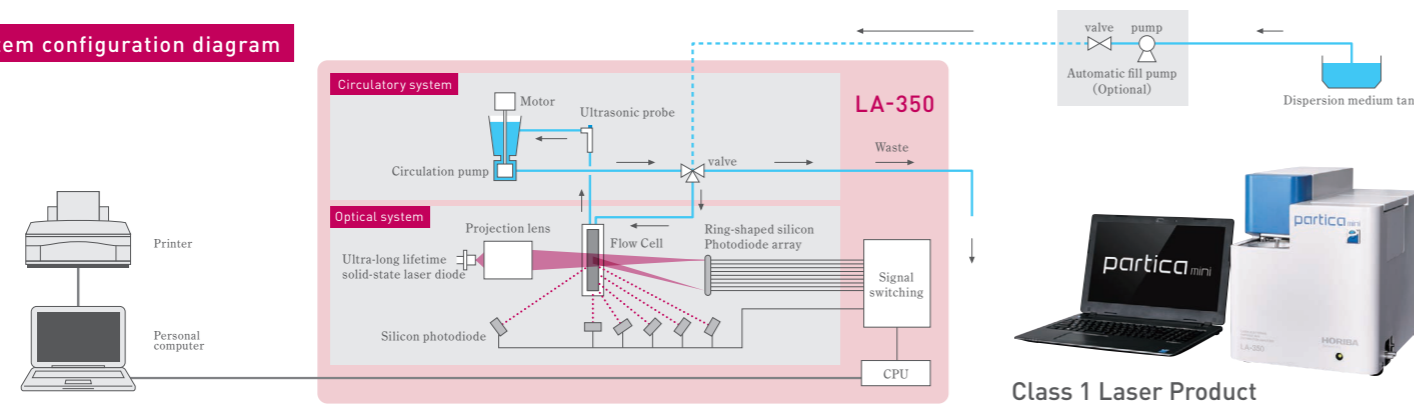 tem configuration diagram
valve pump
Automatic fill pump
(Optional)
Dispersion medium tan
Circulatory system
LA-350
Motor
Ultrasonic probe
Circulation pump
valve
Waste
Optical system
Projection lens
Flow Cell
Ring-shaped silicon
Photodiode array
Ultra-long lifetime
solid-state laser diode
Silicon photodiode
Signal
switching
CPU
Printer
Personal
computer
partica mini
partica mini
LA-350
HORIBA
Class 1 Laser Product